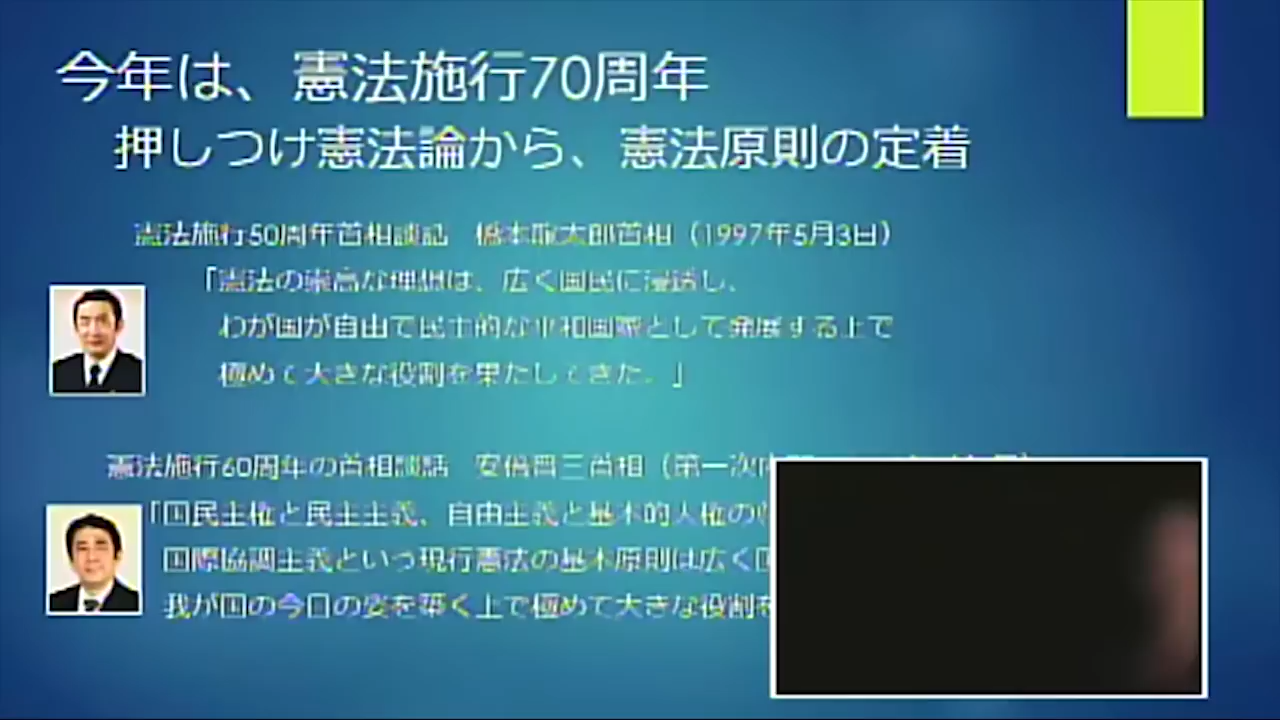 今年は、憲法施行70周年
押しつけ憲法論から、憲法原則の定着
憲法施行50周年首相談話　橋本龍太郎首相（1997年5月3日）
「憲法の崇高な理想は、広く国民に浸透し、
わが国が自由で民主的な平和国家として発展する上で
極めて大きな役割を果たしてきた。」
憲法施行60周年の首相談話　安倍晋三首相（第一次
「国民主権と民主主義、自由主義と基本的人権の
国際協調主義という現行憲法の基本原則は広く
我が国の今日の姿を築く上で極めて大きな役割を